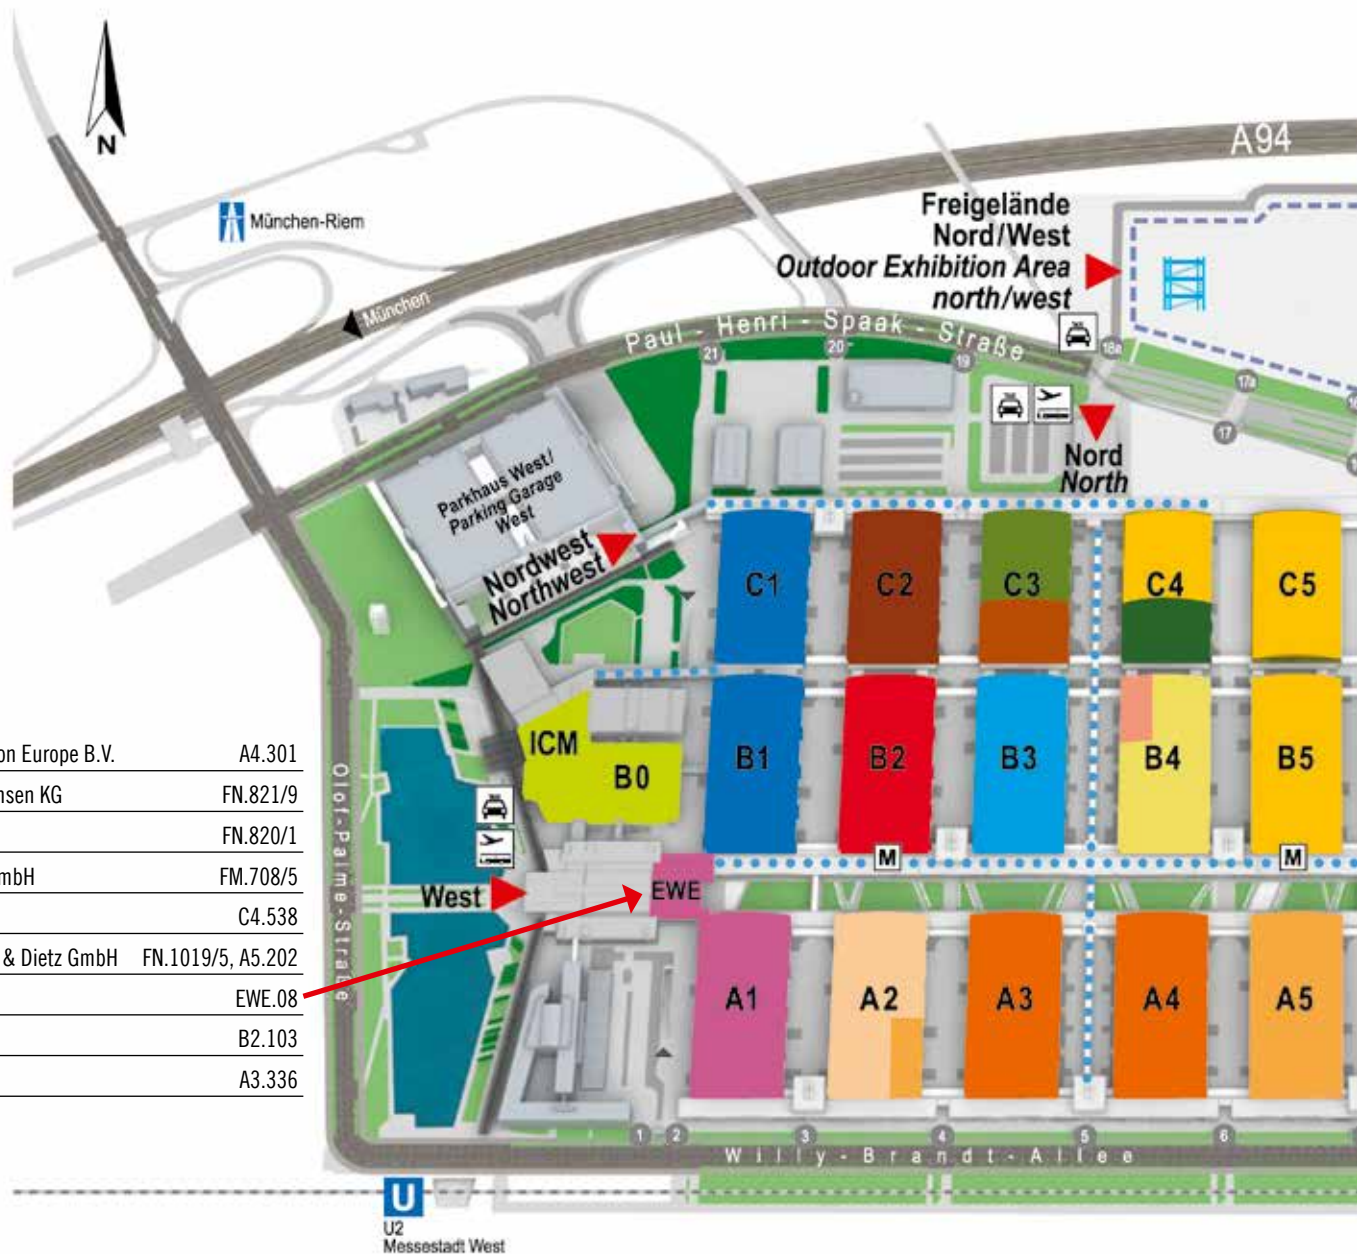 N
A94
München-Riem
München
Freigelände
Nord/West
Outdoor Exhibition Area
north/west
Paul - Henri - Spaak - Straße
21
20
19
18a
17a
17
Nord
North
Parkhaus West/
Parking Garage
West
Nordwest
Northwest
C1
C2
C3
C4
C5
ICM
B0
B1
B2
B3
B4
B5
M
M
on Europe B.V. A4.301
nsen KG FN.821/9
FN.820/1
mbH FM.708/5
C4.538
& Dietz GmbH FN.1019/5, A5.202
EWE.08
B2.103
A3.336
Olof-Palme-Straße
West
EWE
A1
A2
A3
A4
A5
1
2
3
4
5
6
Willy-Brandt-Allee
U
U2
Messestadt West